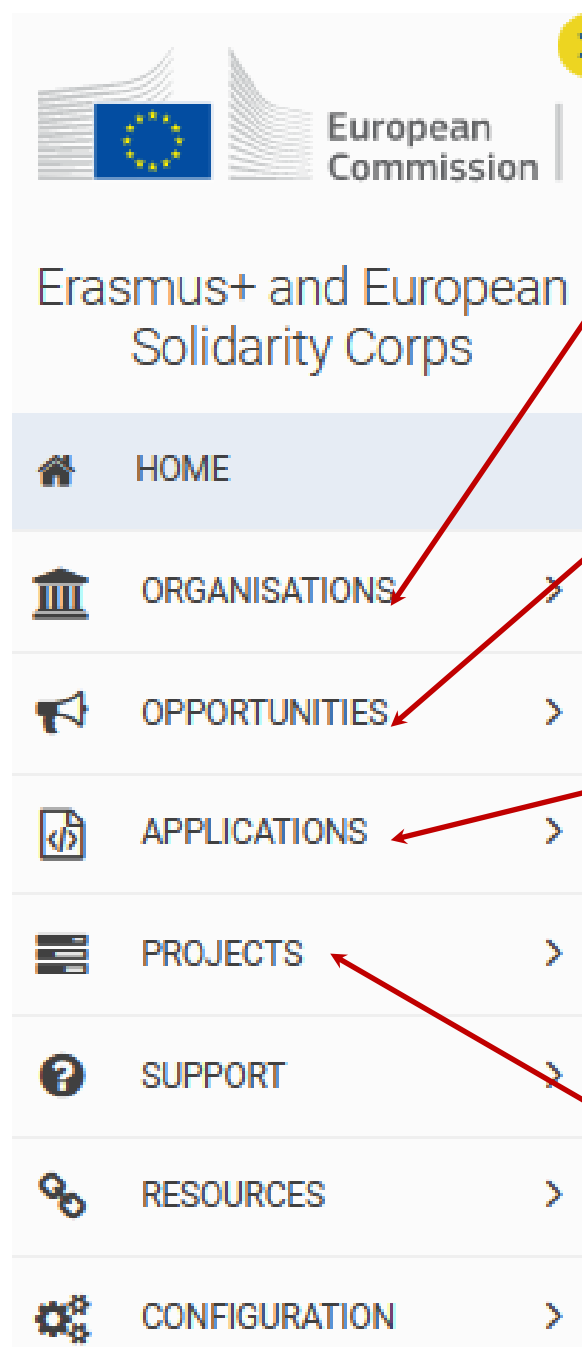 European
Commission
Erasmus+ and European
Solidarity Corps
HOME
ORGANISATIONS
OPPORTUNITIES
APPLICATIONS
PROJECTS
SUPPORT
RESOURCES
CONFIGURATION